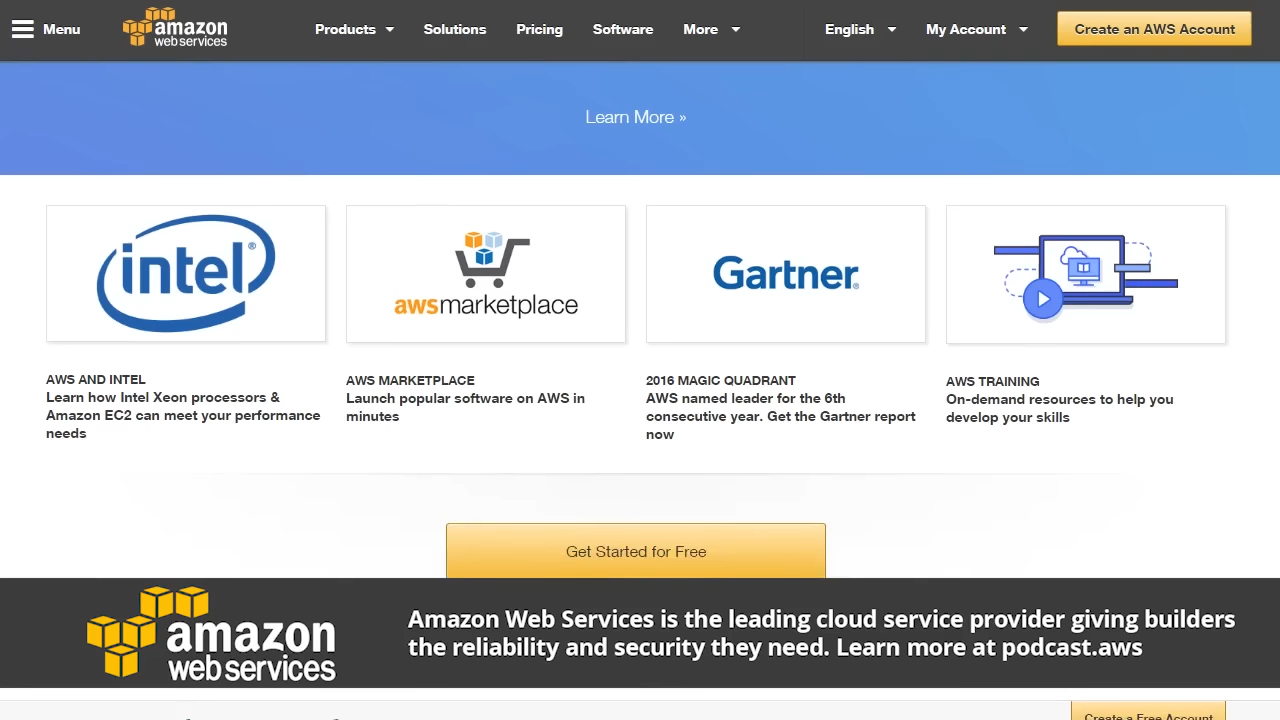 Menu
amazon
web services
Products
Solutions
Pricing
Software
More
English
My Account
Create an AWS Account
Learn More »
intel®
awsmarketplace
Gartner®
AWS AND INTEL
Learn how Intel Xeon processors &
Amazon EC2 can meet your performance
needs
AWS MARKETPLACE
Launch popular software on AWS in
minutes
2016 MAGIC QUADRANT
AWS named leader for the 6th
consecutive year. Get the Gartner report
now
AWS TRAINING
On-demand resources to help you
develop your skills
Get Started for Free
amazon
web services
Amazon Web Services is the leading cloud service provider giving builders
the reliability and security they need. Learn more at podcast.aws
Create a Free Account